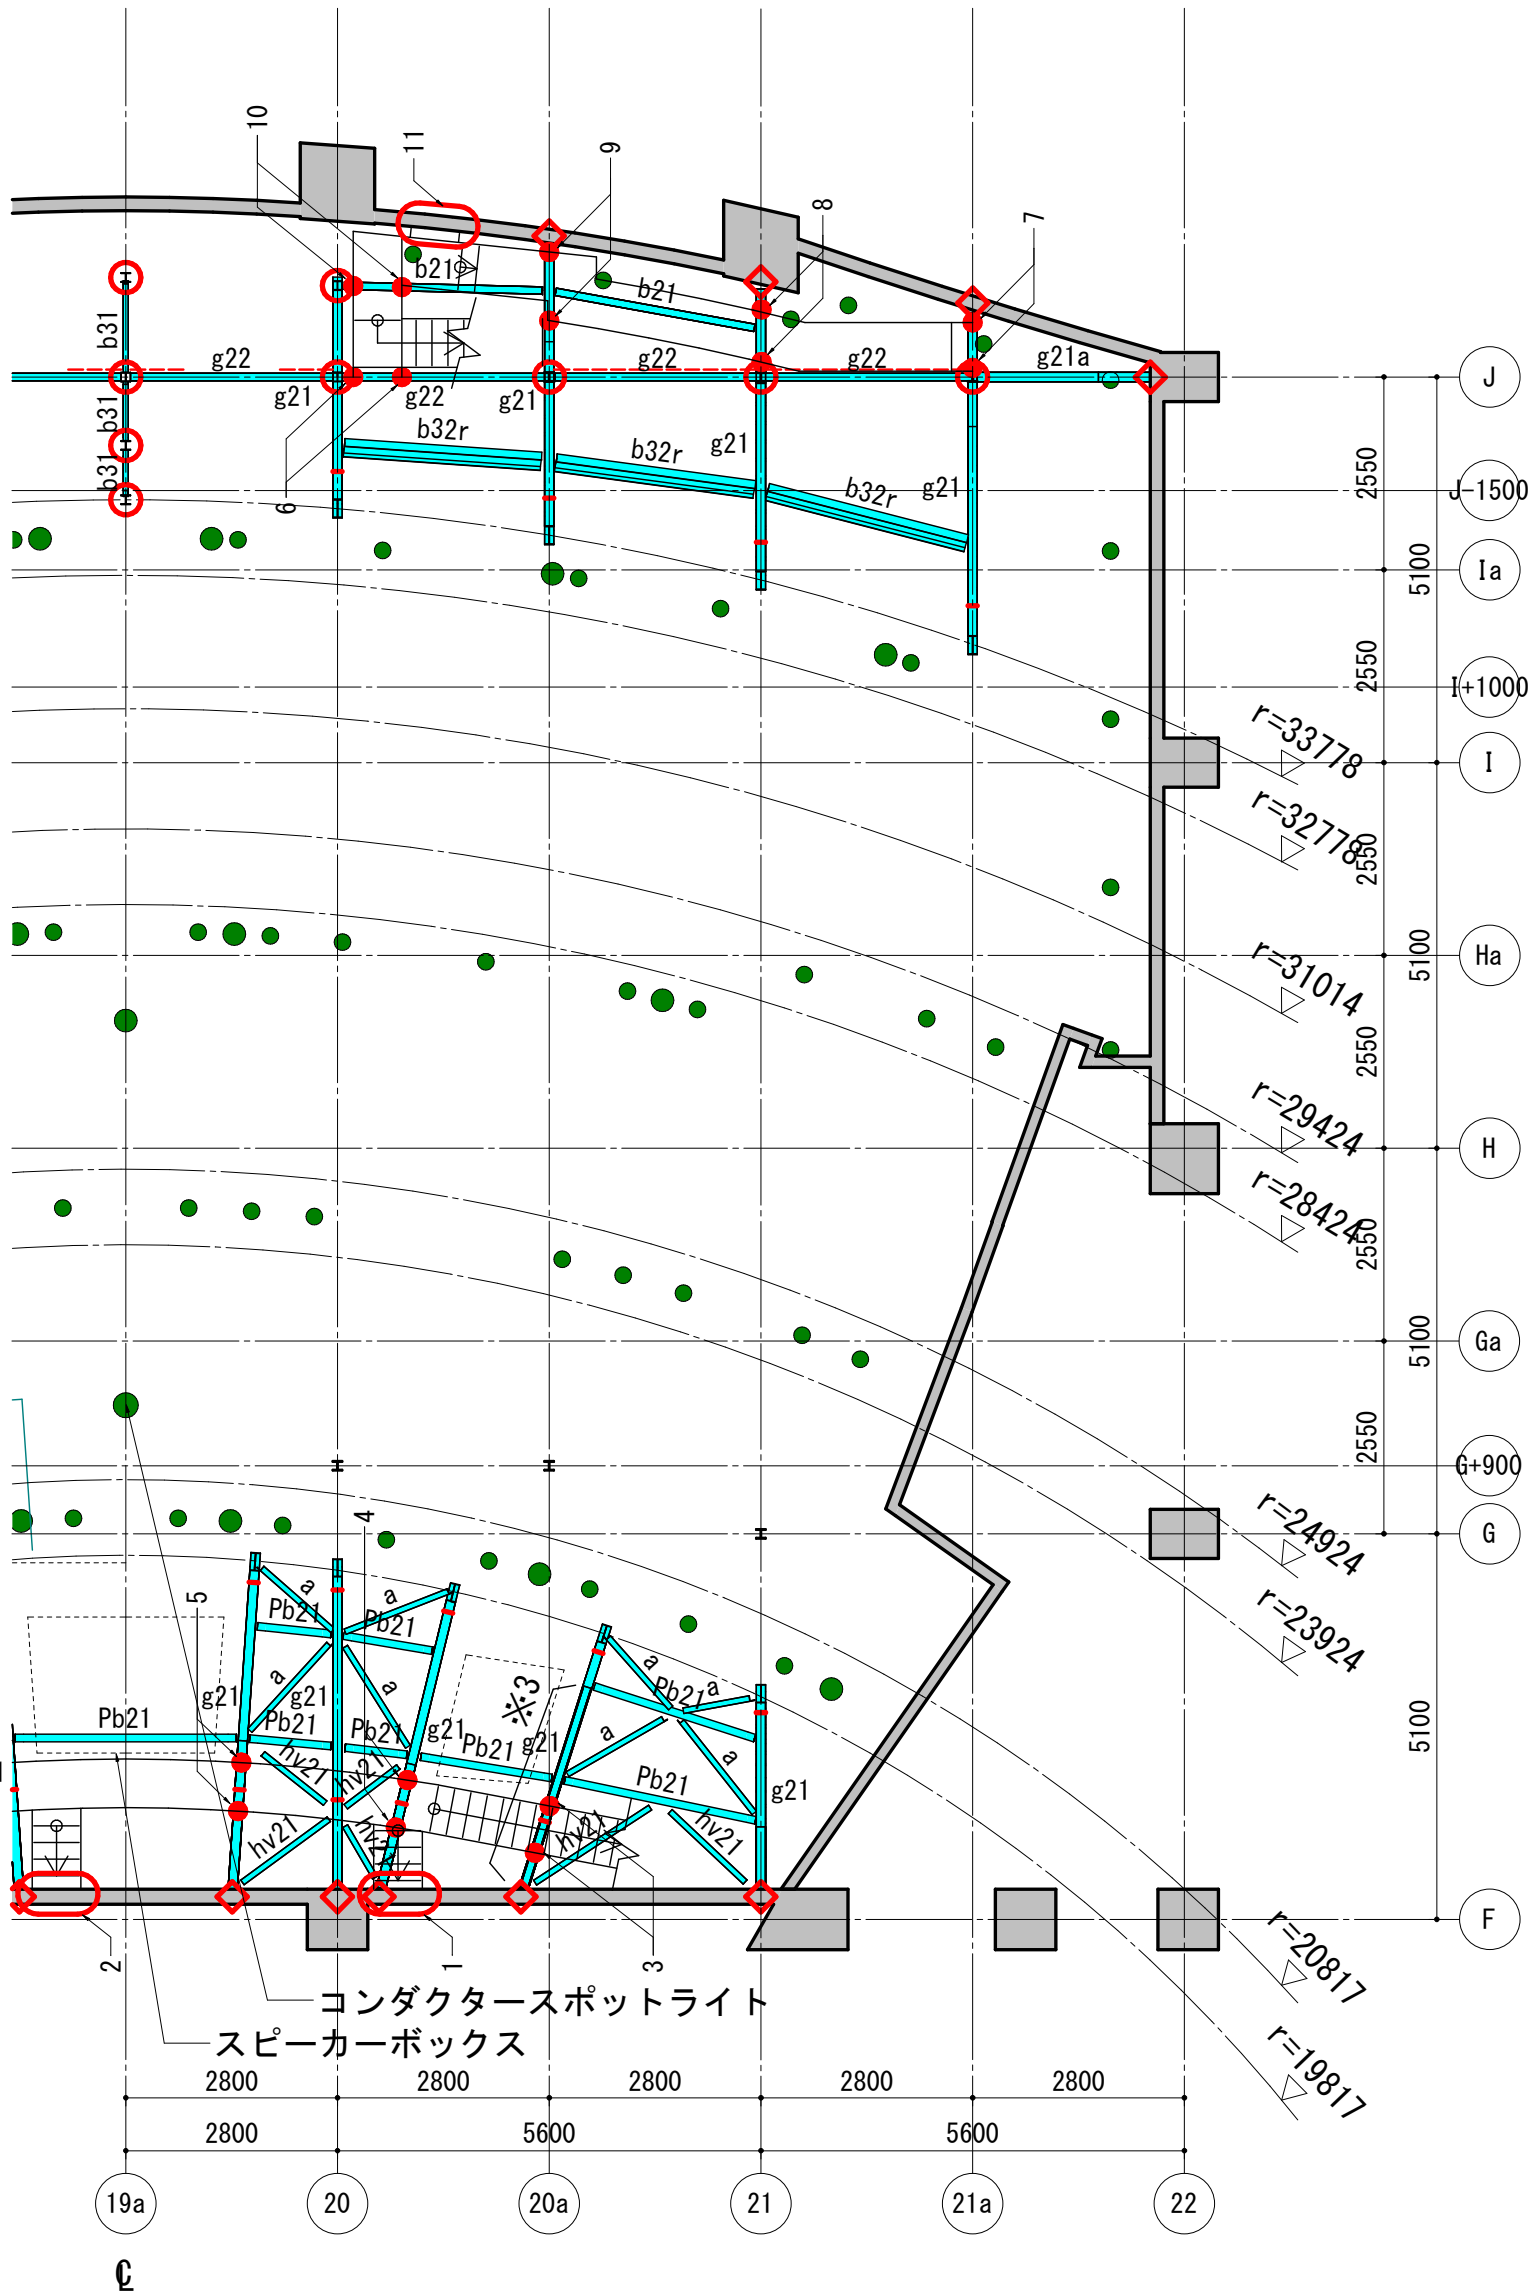 10
11
9
8
7
b21
b21
b31
g22
g22
g22
g21a
J
b31
g21
g22
g21
b32r
b32r
g21
b32r
g21
b31
6
2550
J-1500
5100
Ia
2550
I+1000
r=33778
I
r=32778
2550
r=31014
5100
Ha
2550
r=29424
H
r=28424
2550
5100
Ga
2550
G+900
r=24924
G
4
5
a
a
Pb21
Pb21
r=23924
a
g21
g21
a
※3
a
Pb21
a
5100
Pb21
Pb21
Pb21
g21
Pb21
g21
a
a
hv21
hv21
Pb21
g21
hv21
hv21
hv21
F
2
1
3
r=20817
コンダクタースポットライト
スピーカーボックス
r=19817
2800
2800
2800
2800
2800
2800
5600
5600
19a
20
20a
21
21a
22
℄